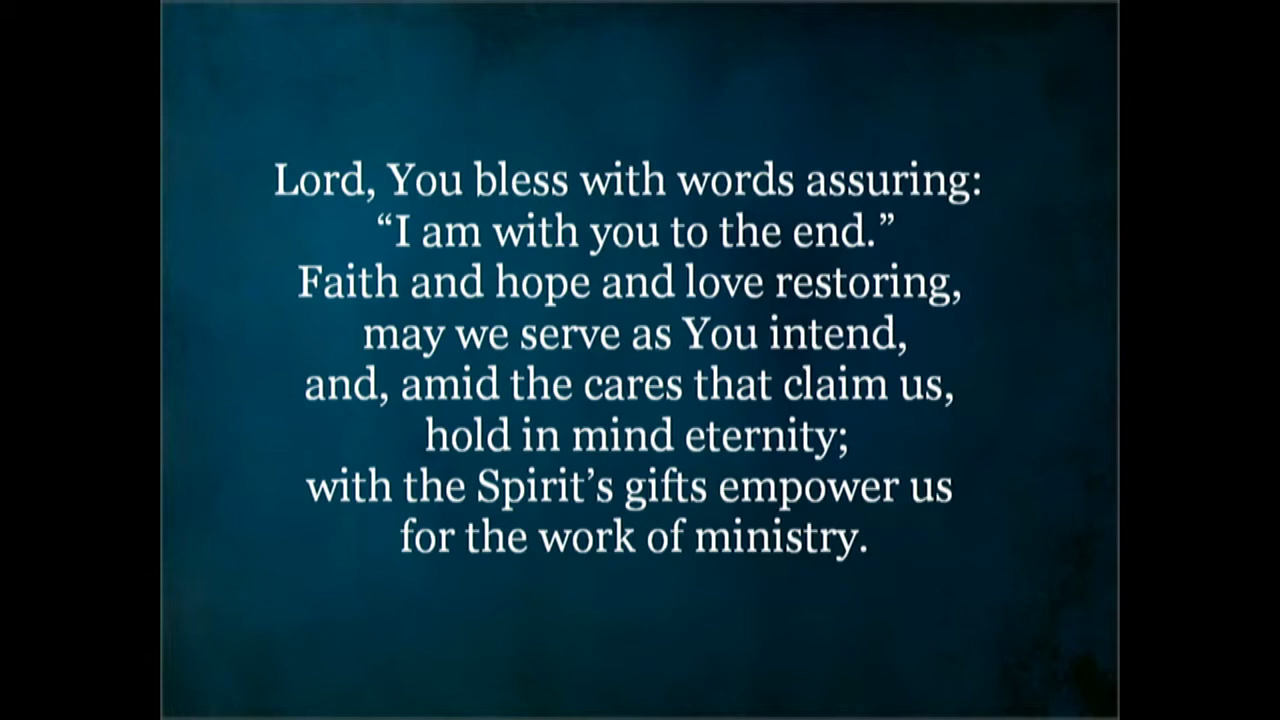 Lord, You bless with words assuring:
“I am with you to the end.”
Faith and hope and love restoring,
may we serve as You intend,
and, amid the cares that claim us,
hold in mind eternity;
with the Spirit’s gifts empower us
for the work of ministry.